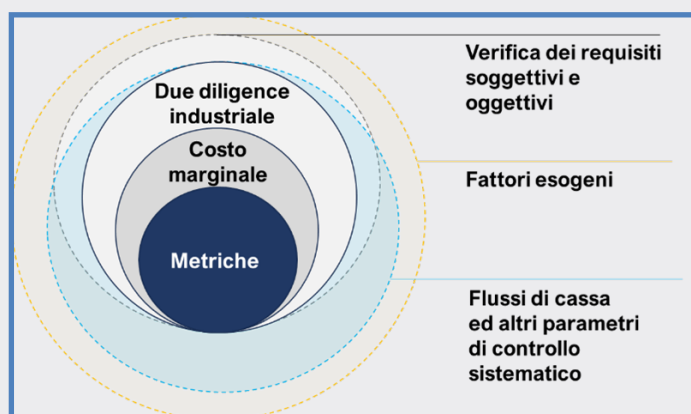 Due diligence
industriale
Costo
marginale
Metriche
Verifica dei requisiti
soggettivi e
oggettivi
Fattori esogeni
Flussi di cassa
ed altri parametri
di controllo
sistematico